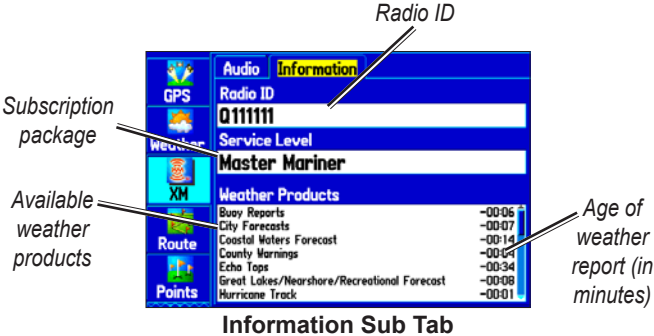 Radio ID
Audio
Information
GPS
Radio ID
Q111111
Subscription
package
Weather
Service Level
Master Mariner
XM
Weather Products
Available
weather
products
Buoy Reports -00:06
City Forecasts -00:07
Coastal Waters Forecast -00:14
County Warnings -00:04
Echo Tops -00:34
Great Lakes/Nearshore/Recreational Forecast -00:08
Hurricane Track -00:01
Route
Points
Age of
weather
report (in
minutes)
Information Sub Tab